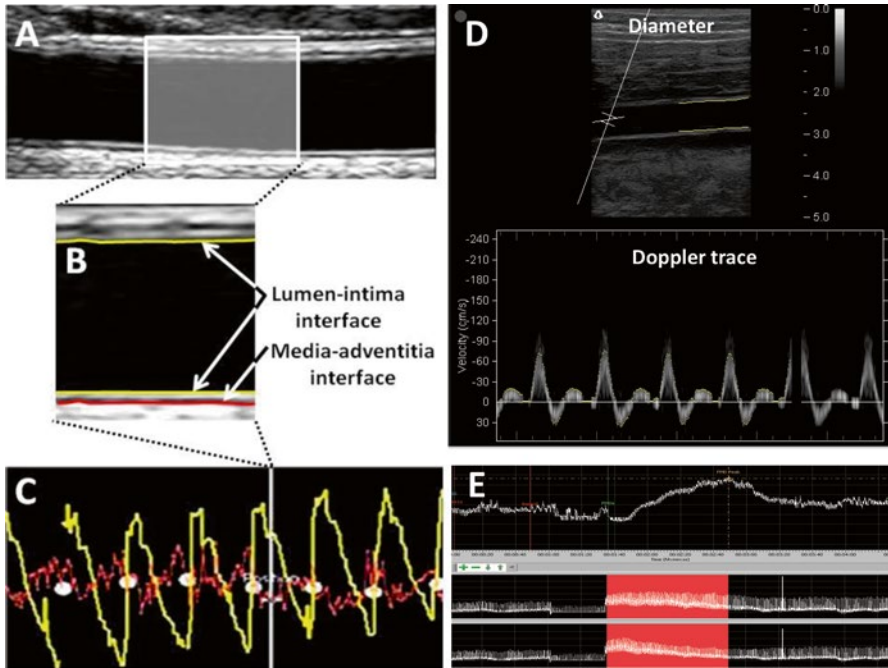 A
B
Lumen-intima
interface
Media-adventitia
interface
C
D
Diameter
0.0
1.0
2.0
3.0
4.0
5.0
Doppler trace
Velocity (cm/s)
-240
-210
-180
-150
-120
-90
-60
-30
0
30
E